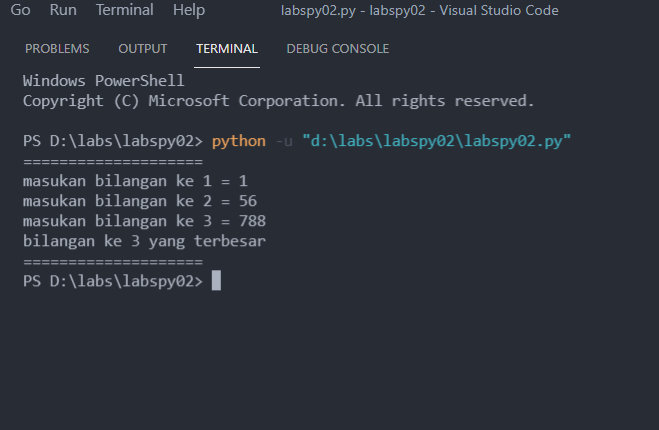 Go Run Terminal Help labspy02.py - labspy02 - Visual Studio Code
PROBLEMS OUTPUT TERMINAL DEBUG CONSOLE
Windows PowerShell
Copyright (C) Microsoft Corporation. All rights reserved.
PS D:\labs\labspy02> python -u "d:\labs\labspy02\labspy02.py"
====================
masukan bilangan ke 1 = 1
masukan bilangan ke 2 = 56
masukan bilangan ke 3 = 788
bilangan ke 3 yang terbesar
====================
PS D:\labs\labspy02>